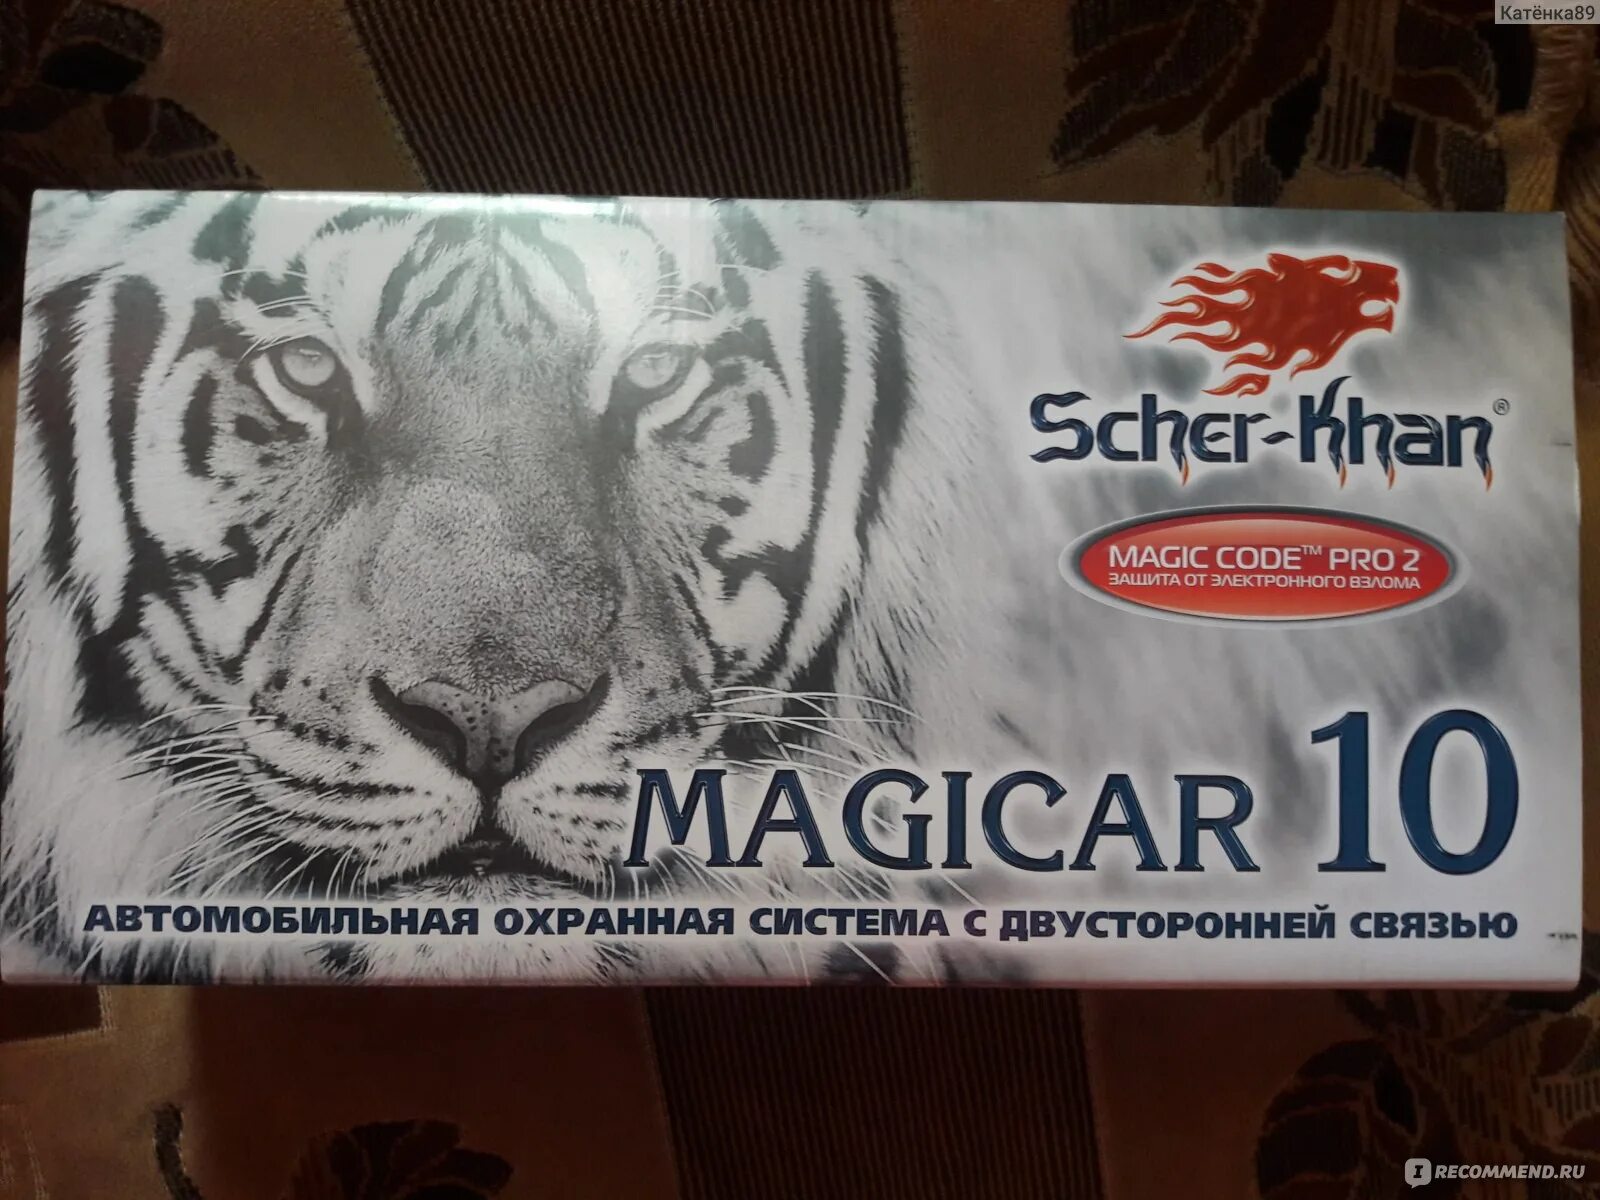 Катёнка89
Scher-Khan®
MAGIC CODE™ PRO 2
ЗАЩИТА ОТ ЭЛЕКТРОННОГО ВЗЛОМА
MAGICAR 10
АВТОМОБИЛЬНАЯ ОХРАННАЯ СИСТЕМА С ДВУСТОРОННЕЙ СВЯЗЬЮ
IRECOMMEND.RU